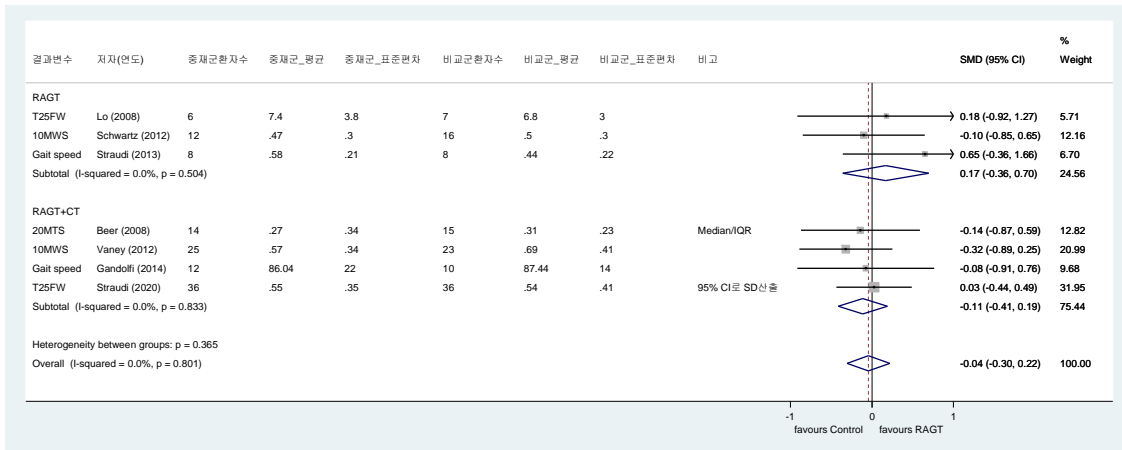 %
결과변수 저자(연도) 중재군환자수 중재군_평균 중재군_표준편차 비교군환자수 비교군_평균 비교군_표준편차 비고 SMD (95% CI) Weight
RAGT
T25FW Lo (2008) 6 7.4 3.8 7 6.8 3 0.18 (-0.92, 1.27) 5.71
10MWS Schwartz (2012) 12 .47 .3 16 .5 .3 -0.10 (-0.85, 0.65) 12.16
Gait speed Straudi (2013) 8 .58 .21 8 .44 .22 0.65 (-0.36, 1.66) 6.70
Subtotal (I-squared = 0.0%, p = 0.504) 0.17 (-0.36, 0.70) 24.56
RAGT+CT
20MTS Beer (2008) 14 .27 .34 15 .31 .23 Median/IQR -0.14 (-0.87, 0.59) 12.82
10MWS Vaney (2012) 25 .57 .34 23 .69 .41 -0.32 (-0.89, 0.25) 20.99
Gait speed Gandolfi (2014) 12 86.04 22 10 87.44 14 -0.08 (-0.91, 0.76) 9.68
T25FW Straudi (2020) 36 .55 .35 36 .54 .41 95% CI로 SD산출 0.03 (-0.44, 0.49) 31.95
Subtotal (I-squared = 0.0%, p = 0.833) -0.11 (-0.41, 0.19) 75.44
Heterogeneity between groups: p = 0.365
Overall (I-squared = 0.0%, p = 0.801) -0.04 (-0.30, 0.22) 100.00
-1 0 1
favours Control favours RAGT